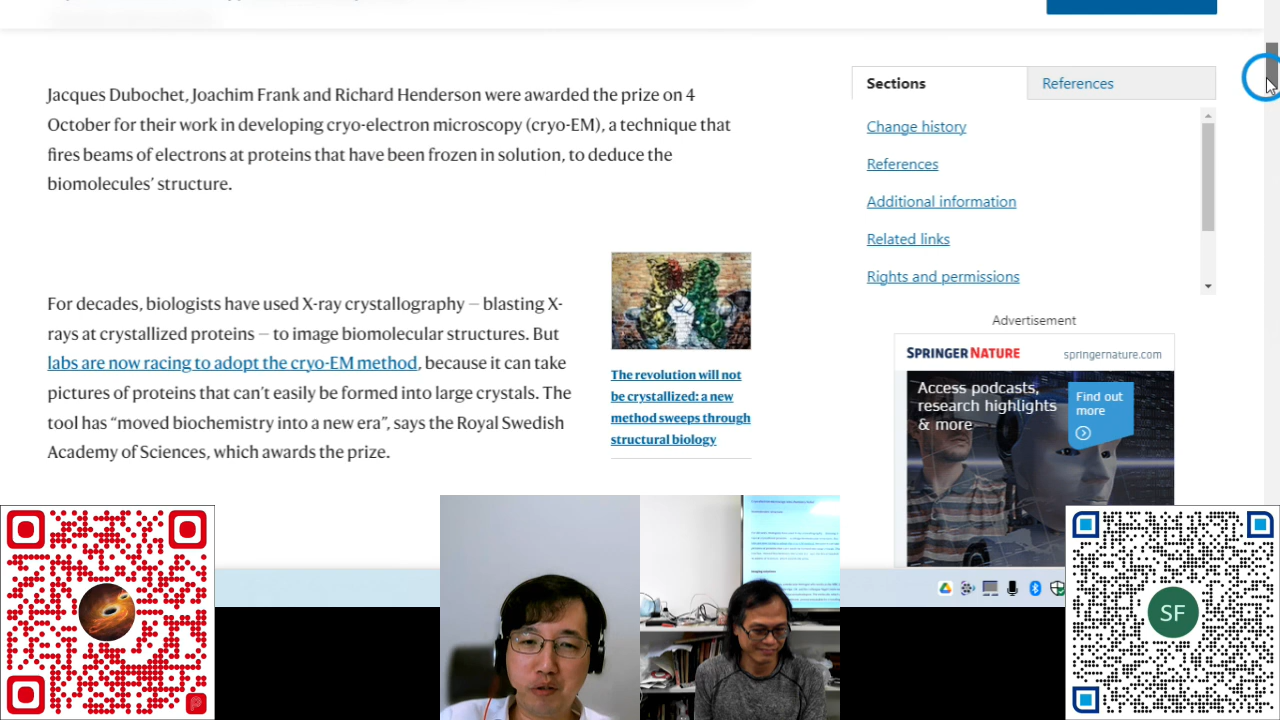 Jacques Dubochet, Joachim Frank and Richard Henderson were awarded the prize on 4
October for their work in developing cryo-electron microscopy (cryo-EM), a technique that
fires beams of electrons at proteins that have been frozen in solution, to deduce the
biomolecules’ structure.
For decades, biologists have used X-ray crystallography — blasting X-
rays at crystallized proteins — to image biomolecular structures. But
labs are now racing to adopt the cryo-EM method, because it can take
pictures of proteins that can’t easily be formed into large crystals. The
tool has “moved biochemistry into a new era”, says the Royal Swedish
Academy of Sciences, which awards the prize.
The revolution will not
be crystallized: a new
method sweeps through
structural biology
Sections
References
Change history
References
Additional information
Related links
Rights and permissions
Advertisement
SPRINGER NATURE
springernature.com
Access podcasts,
research highlights
& more
Find out
more
SF